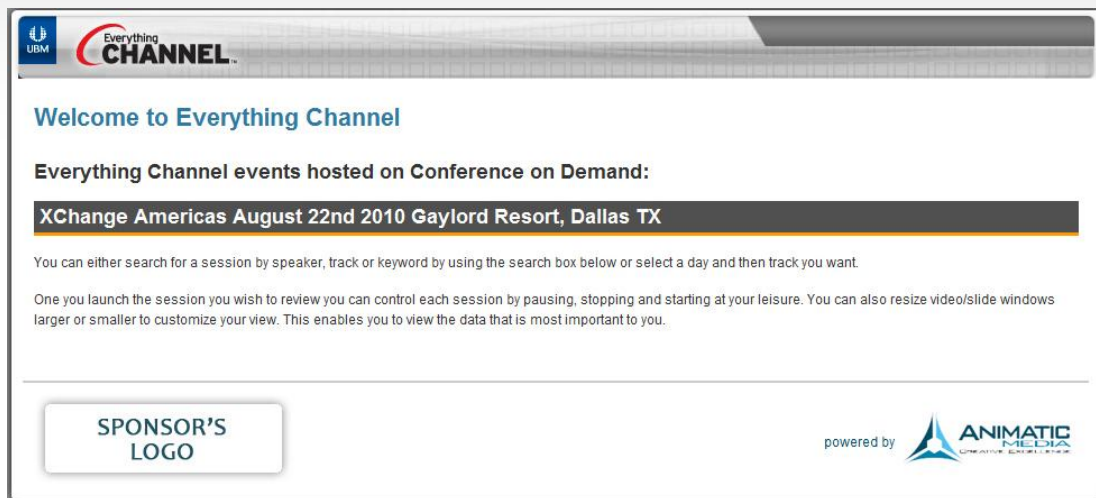 UBM
Everything
CHANNEL™
Welcome to Everything Channel
Everything Channel events hosted on Conference on Demand:
XChange Americas August 22nd 2010 Gaylord Resort, Dallas TX
You can either search for a session by speaker, track or keyword by using the search box below or select a day and then track you want.
One you launch the session you wish to review you can control each session by pausing, stopping and starting at your leisure. You can also resize video/slide windows
larger or smaller to customize your view. This enables you to view the data that is most important to you.
SPONSOR'S
LOGO
powered by
ANIMATIC
MEDIA
CREATIVE EXCELLENCE